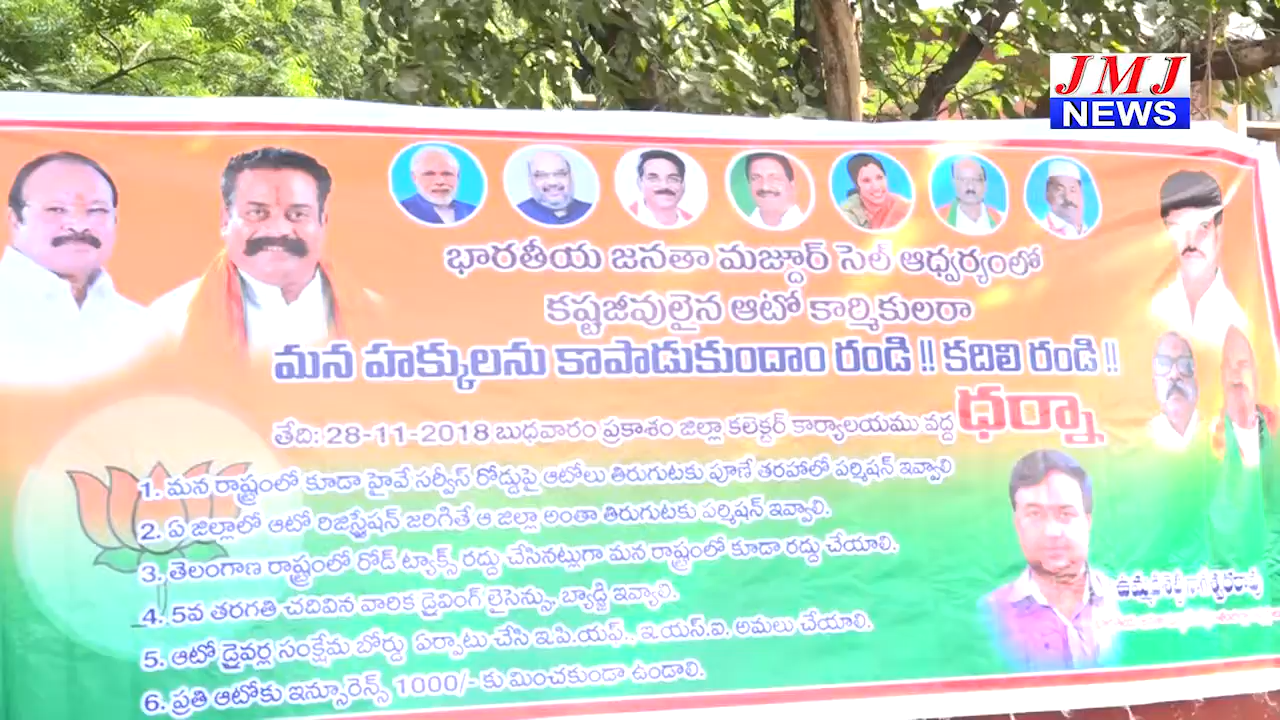 JMJ
NEWS
భారతీయ జనతా మజ్దూర్ సెల్ ఆధ్వర్యంలో
కష్టజీవులైన ఆటో కార్మికులరా
మన హక్కులను కాపాడుకుందాం రండి !! కదిలి రండి !!
తేది: 28-11-2018 బుధవారం ప్రకాశం జిల్లా కలెక్టర్ కార్యాలయము వద్ద ధర్నా
1. మన రాష్ట్రంలో కూడా హైవే సర్వీస్ రోడ్డుపై ఆటోలు తిరుగుటకు పూణే తరహాలో పర్మిషన్ ఇవ్వాలి
2. ఏ జిల్లాలో ఆటో రిజిస్ట్రేషన్ జరిగితే ఆ జిల్లా అంతా తిరుగుటకు పర్మిషన్ ఇవ్వాలి.
3. తెలంగాణ రాష్ట్రంలో రోడ్ ట్యాక్స్ రద్దు చేసినట్లుగా మన రాష్ట్రంలో కూడా రద్దు చేయాలి.
4. 5వ తరగతి చదివిన వారికి డ్రైవింగ్ లైసెన్సు, బ్యాడ్జి ఇవ్వాలి.
5. ఆటో డ్రైవర్ల సంక్షేమ బోర్డు ఏర్పాటు చేసి ఇ.పి.యఫ్., ఇ.యస్.ఐ. అమలు చేయాలి.
6. ప్రతి ఆటోకు ఇన్సూరెన్స్ 1000/- కు మించకుండా ఉండాలి.